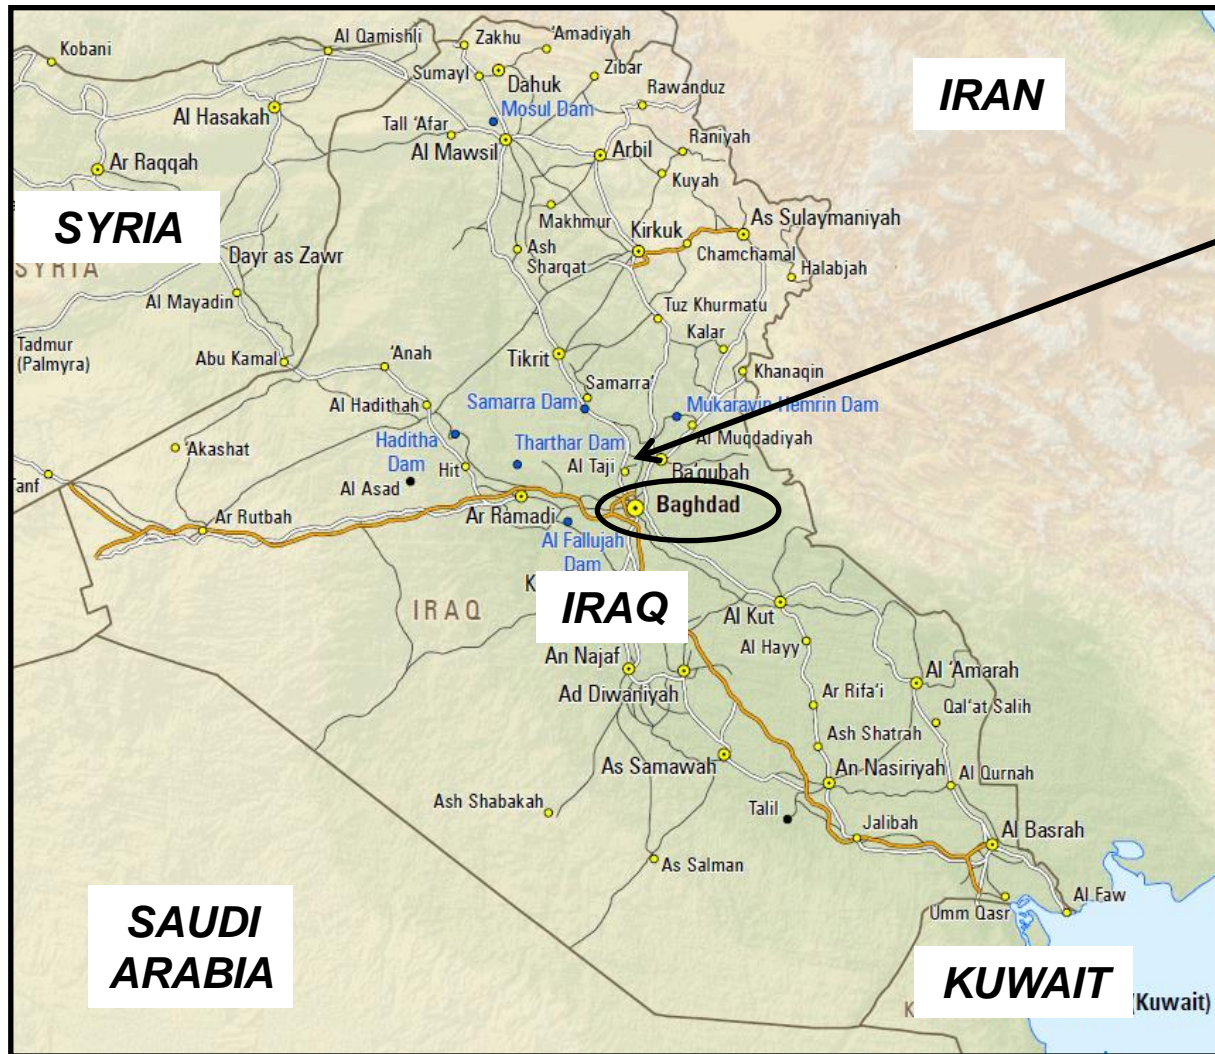 Kobani
Al Qamishli
Zakhu
'Amadiyah
Sumayl
Dahuk
Zibar
IRAN
Al Hasakah
Mosul Dam
Rawanduz
Tall 'Afar
Al Mawsil
Arbil
Raniyah
Ar Raqqah
Kuyah
SYRIA
Makhmur
Kirkuk
As Sulaymaniyah
Dayr as Zawr
Ash
Sharqat
Chamchamal
SYRIA
Halabjah
Al Mayadin
Tuz Khurmatu
Tadmur
(Palmyra)
Abu Kamal
'Anah
Tikrit
Kalar
Khanaqin
Samarra'
Al Hadithah
Samarra Dam
Mukarayin Hemrin Dam
'Akashat
Haditha
Dam
Tharthar Dam
Al Muqdadiyah
Hit
Al Taji
Ba'qubah
Tanf
Al Asad
Ar Ramadi
Baghdad
Ar Rutbah
Al Fallujah
Dam
K
IRAQ
IRAQ
Al Kut
An Najaf
Al Hayy
Al 'Amarah
Ad Diwaniyah
Ar Rifa'i
Qal'at Salih
Ash Shatrah
As Samawah
An Nasiriyah
Al Qurnah
Ash Shabakah
Talil
Jalibah
Al Basrah
As Salman
Al Faw
Umm Qasr
SAUDI
ARABIA
KUWAIT
K
(Kuwait)